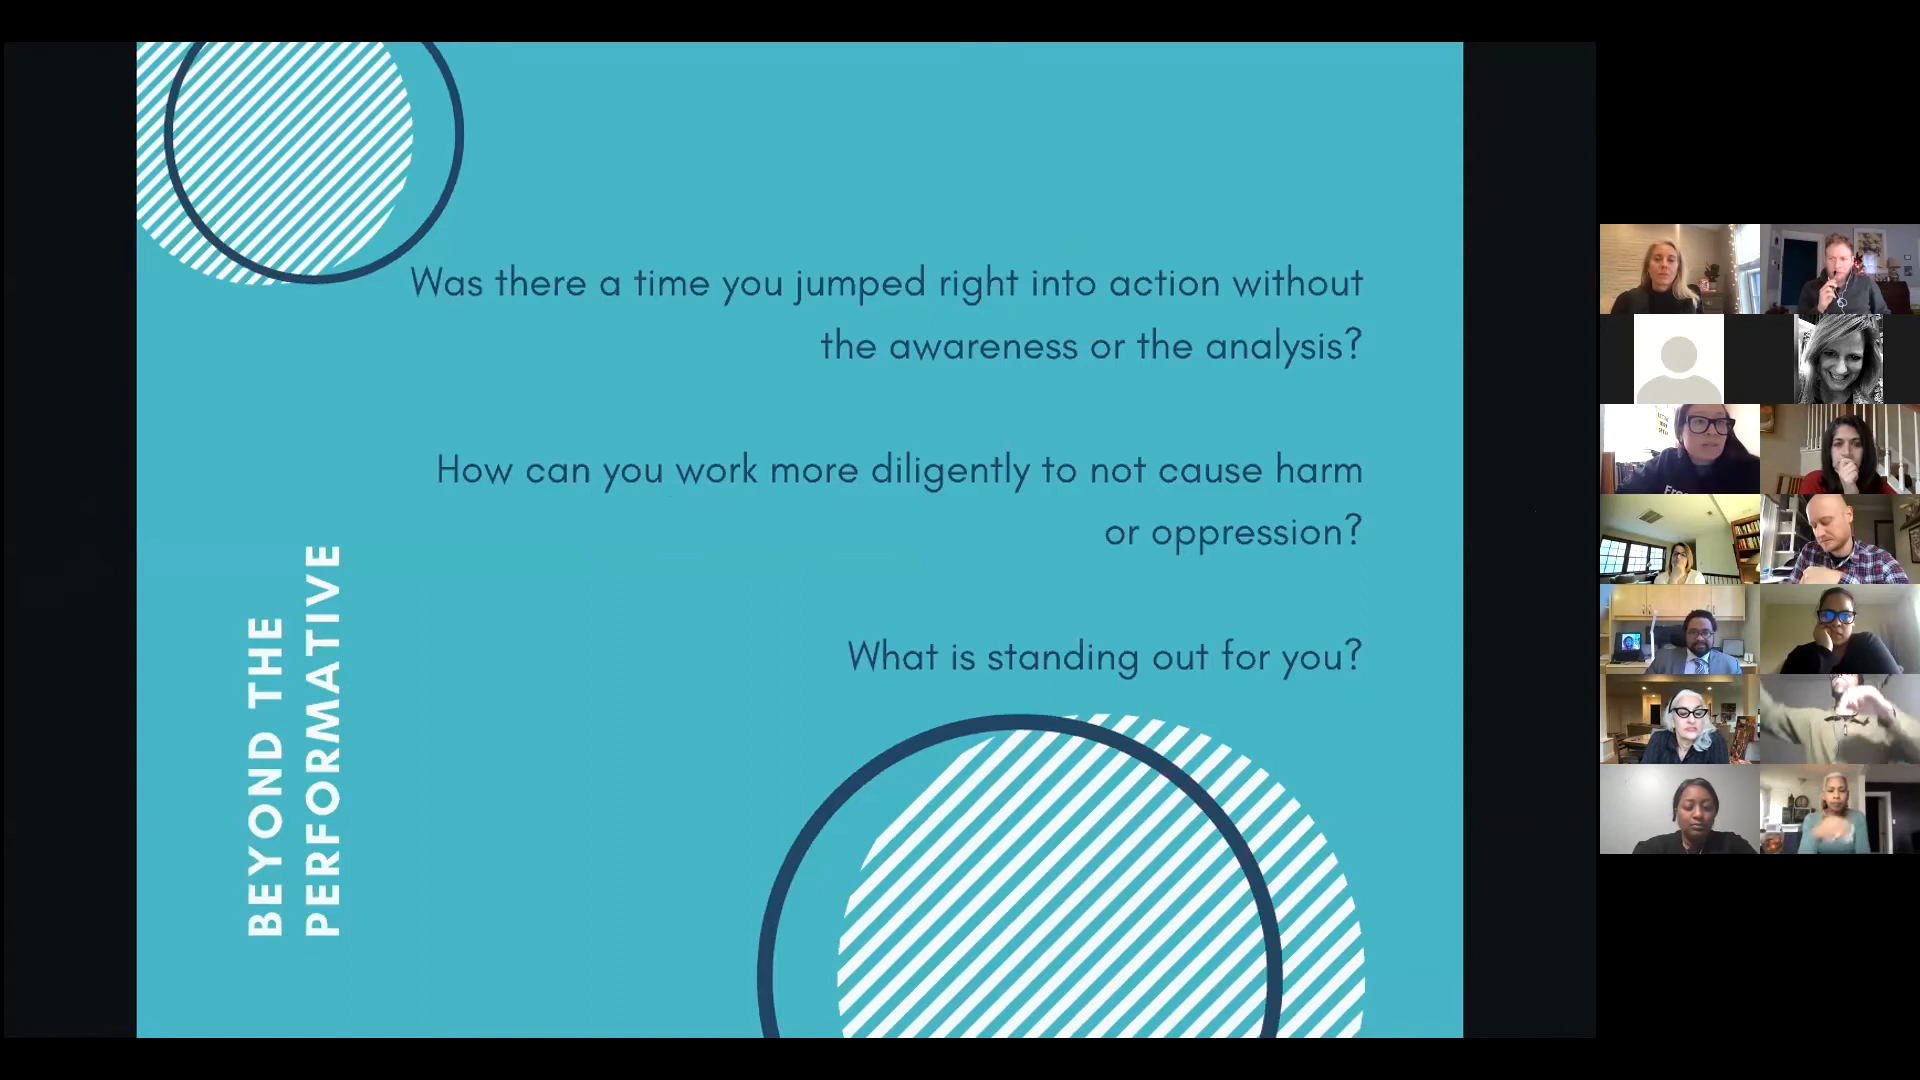 Was there a time you jumped right into action without
the awareness or the analysis?
How can you work more diligently to not cause harm
or oppression?
What is standing out for you?
BEYOND THE
PERFORMATIVE